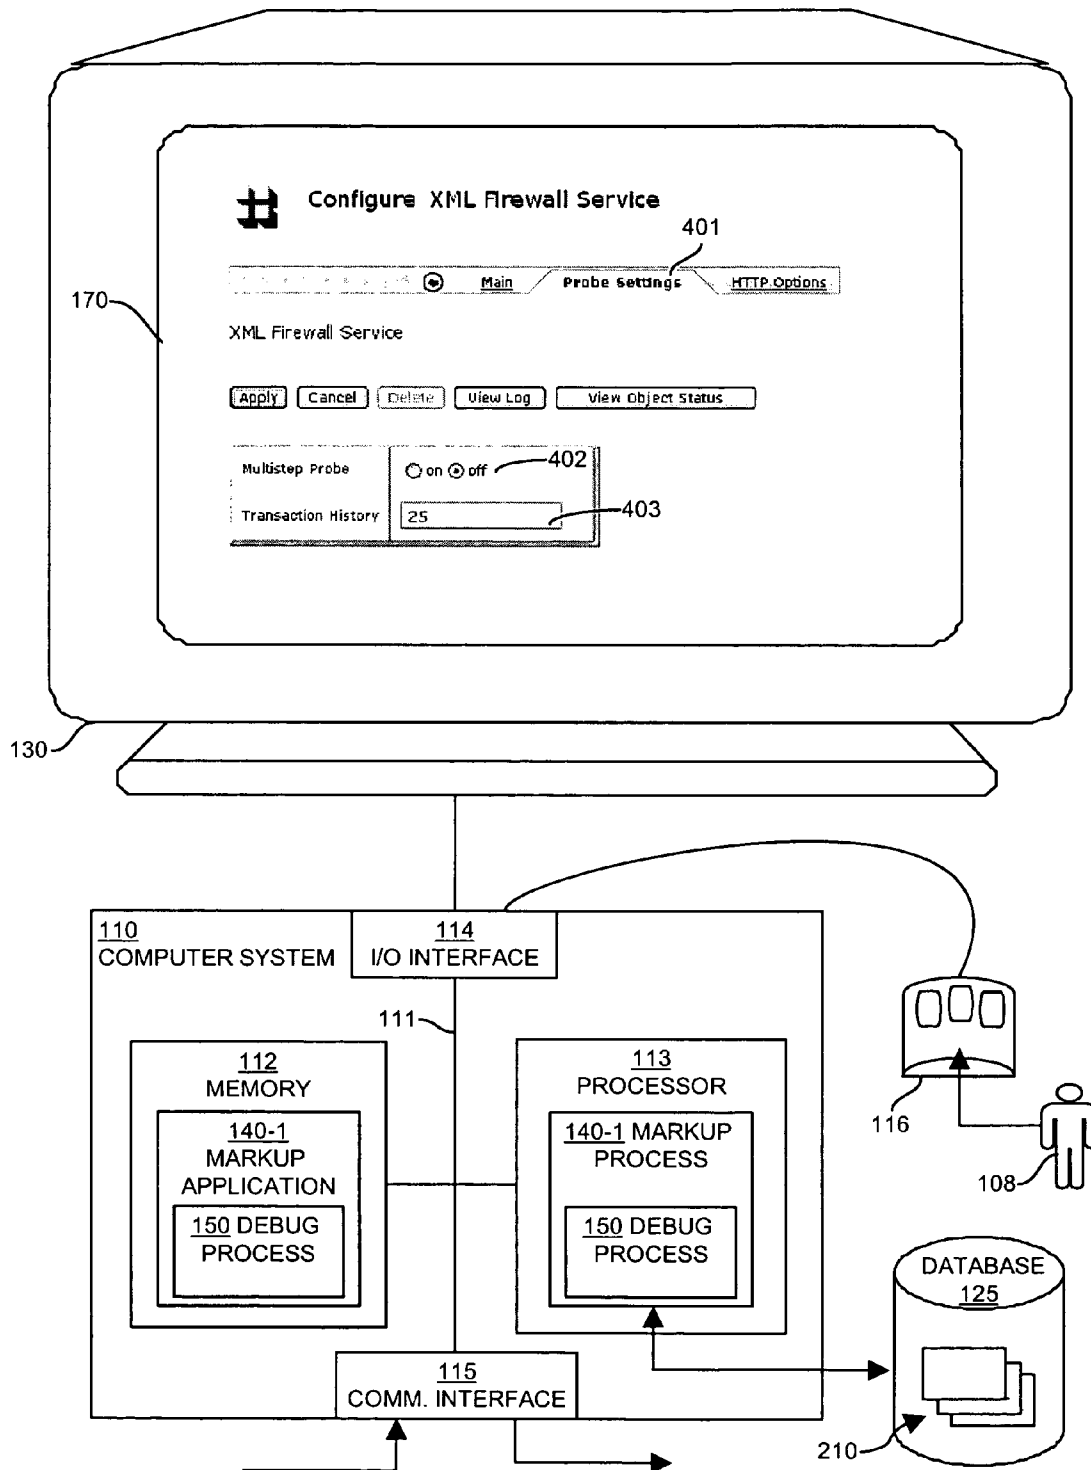 Configure XML Firewall Service
401
Main
Probe Settings
HTTP Options
170
XML Firewall Service
Apply
Cancel
Delete
View Log
View Object Status
Multistep Probe
on
off
402
Transaction History
25
403
130
110
COMPUTER SYSTEM
114
I/O INTERFACE
111
112
MEMORY
140-1
MARKUP
APPLICATION
150 DEBUG
PROCESS
113
PROCESSOR
140-1 MARKUP
PROCESS
150 DEBUG
PROCESS
116
108
DATABASE
125
115
COMM. INTERFACE
210